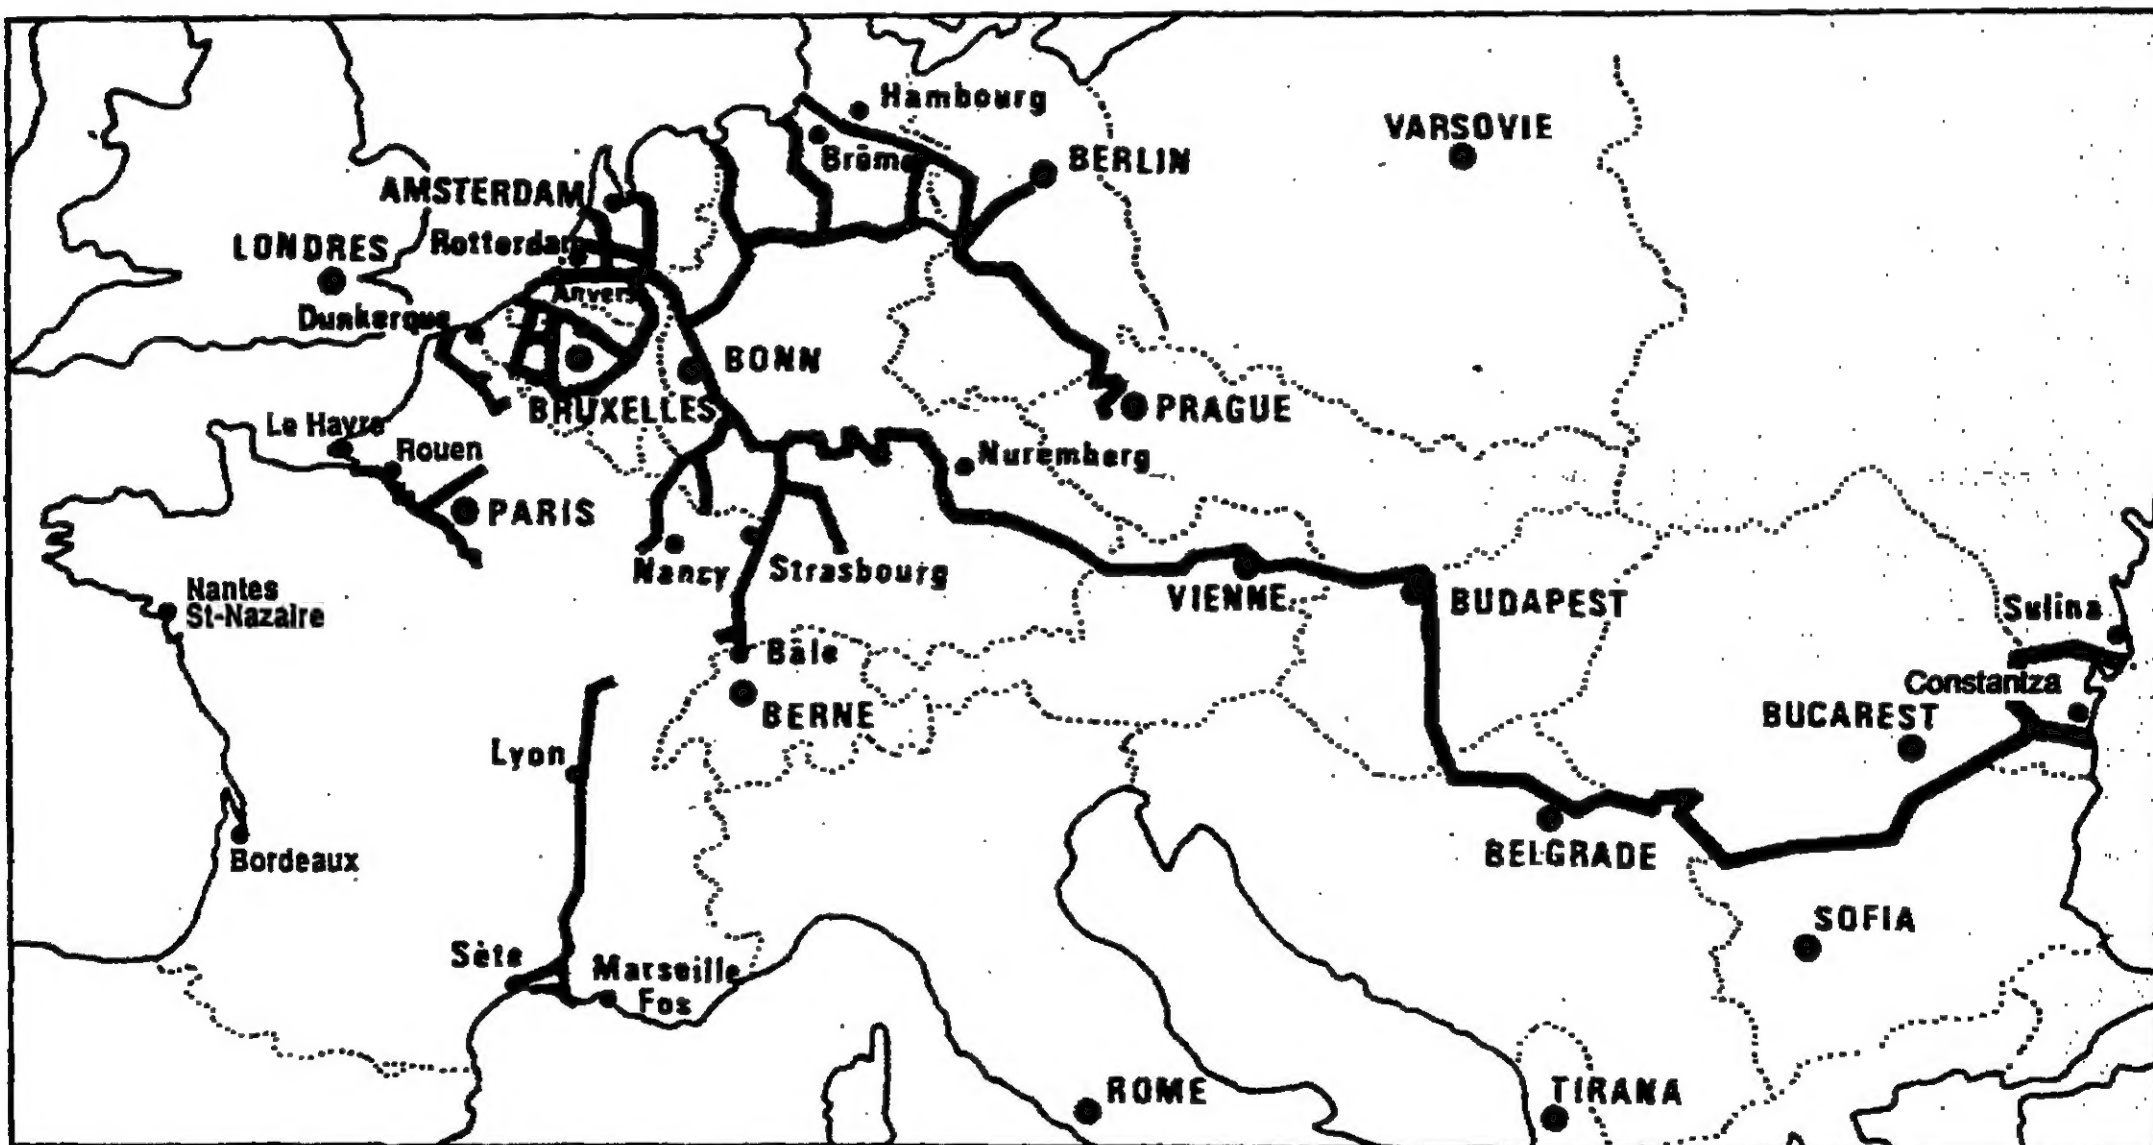 Hambourg
VARSOVIE
Brême
BERLIN
AMSTERDAM
LONDRES
Rotterdam
Anvers
Dunkerque
BONN
BRUXELLES
PRAGUE
Le Havre
Rouen
Nuremberg
PARIS
Nancy
Strasbourg
Nantes
St-Nazaire
VIENNE
BUDAPEST
Sulina
Bâle
Constantza
BERNE
BUCAREST
Lyon
Bordeaux
BELGRADE
SOFIA
Sète
Marseille
Fos
ROME
TIRANA